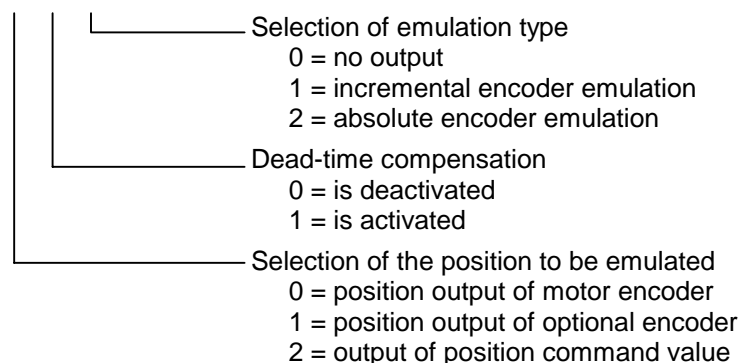 Selection of emulation type
0 = no output
1 = incremental encoder emulation
2 = absolute encoder emulation
Dead-time compensation
0 = is deactivated
1 = is activated
Selection of the position to be emulated
0 = position output of motor encoder
1 = position output of optional encoder
2 = output of position command value